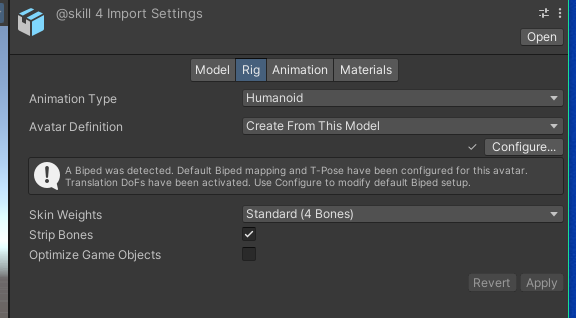 @skill 4 Import Settings
Open
Model Rig Animation Materials
Animation Type Humanoid
Avatar Definition Create From This Model
Configure...
A Biped was detected. Default Biped mapping and T-Pose have been configured for this avatar.
Translation DoFs have been activated. Use Configure to modify default Biped setup.
Skin Weights Standard (4 Bones)
Strip Bones
Optimize Game Objects
Revert Apply